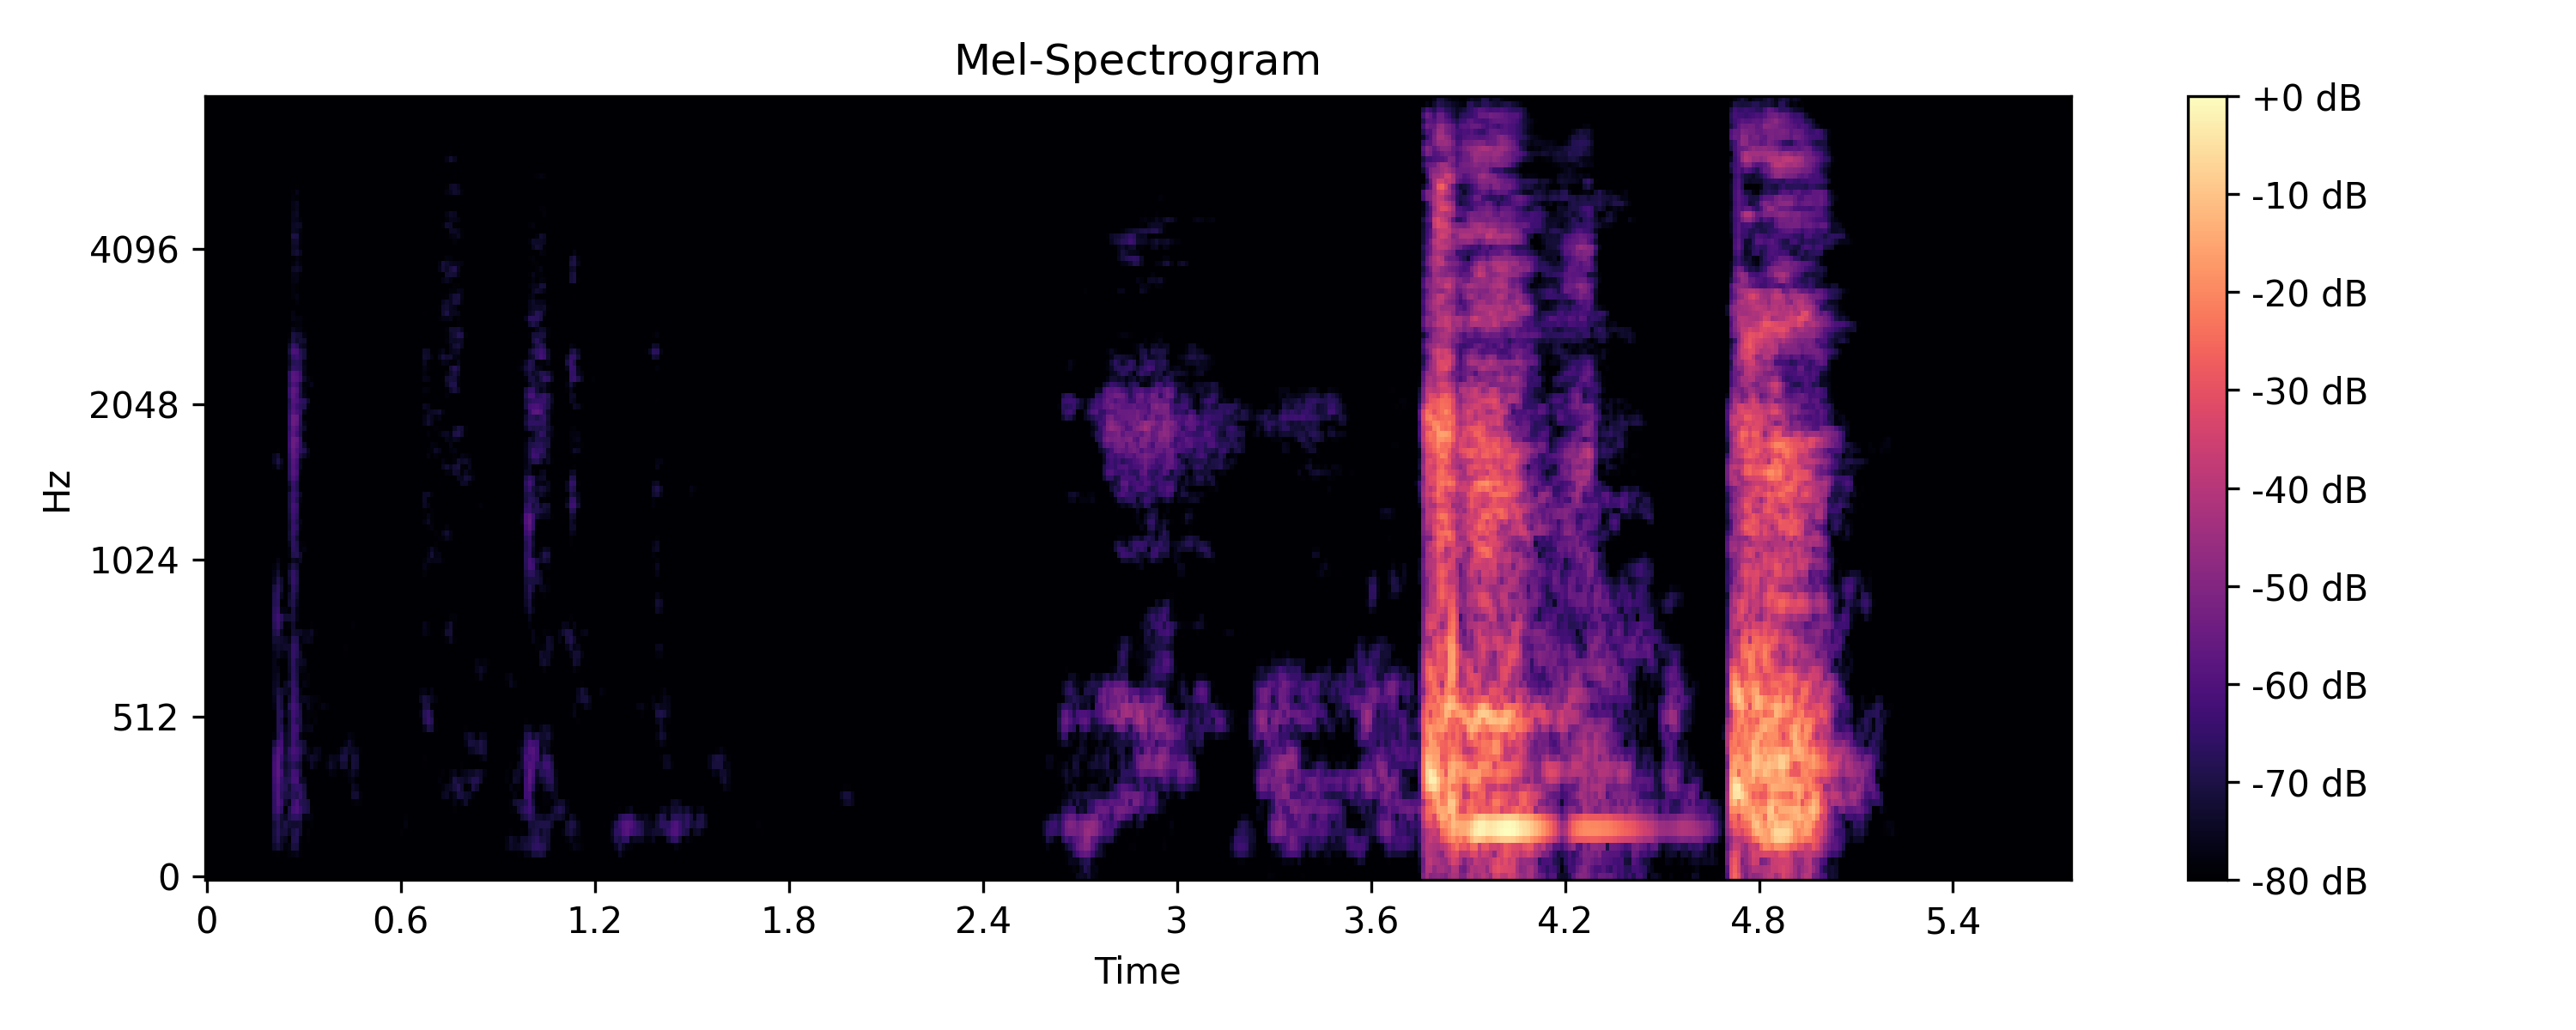 Mel-Spectrogram
+0 dB
-10 dB
-20 dB
-30 dB
-40 dB
-50 dB
-60 dB
-70 dB
-80 dB
Hz
4096
2048
1024
512
0
0 0.6 1.2 1.8 2.4 3 3.6 4.2 4.8 5.4
Time